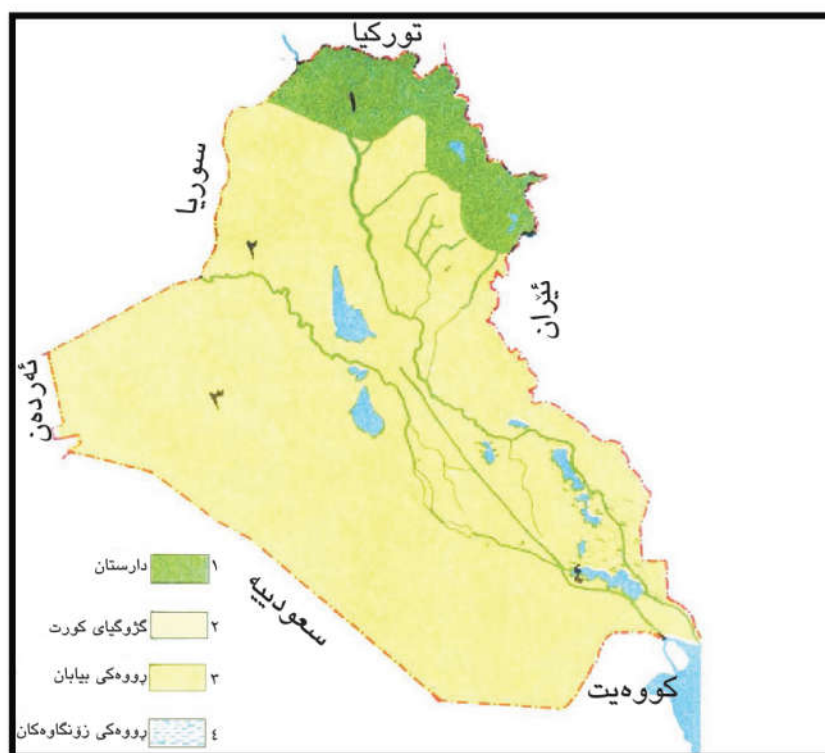 تورکیا
١
سوریا
٢
ئێران
ئەردەن
٣
٤
سعودییە
کووەیت
١ دارستان
٢ گژوگیای کورت
٣ ڕووەکی بیابان
٤ ڕووەکی زۆنگاوەکان